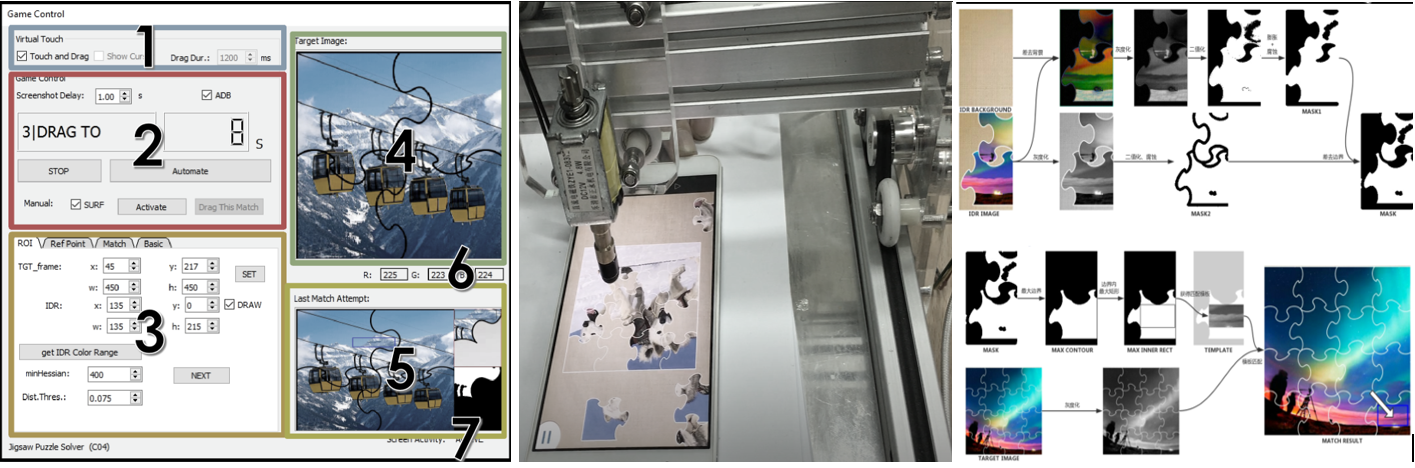 Game Control
Virtual Touch
Touch and Drag
Show Cur
Drag Dur.: 1200 ms
1
Game Control
Screenshot Delay: 1.00 s
ADB
3|DRAG TO
0 S
2
STOP
Automate
Manual:
SURF
Activate
Drag This Match
ROI
Ref Point
Match
Basic
TGT_frame: x: 45 y: 217
SET
w: 450 h: 450
IDR: x: 135 y: 0
DRAW
w: 135 h: 215
3
get IDR Color Range
minHessian: 400
NEXT
Dist.Thres.: 0.075
Jigsaw Puzzle Solver (C04)
Target Image:
4
R: 225 G: 223 B: 224
6
Last Match Attempt:
5
7
Screen Activity:
DC12V 4.8W
IDR BACKGROUND
IDR IMAGE
差去背景
灰度化
二值化
膨胀
+
腐蚀
MASK1
灰度化
二值化、腐蚀
MASK2
差去边界
MASK
MASK
最大边界
MAX CONTOUR
边界内
最大矩形
MAX INNER RECT
获得匹配模板
TEMPLATE
模板匹配
TARGET IMAGE
灰度化
MATCH RESULT